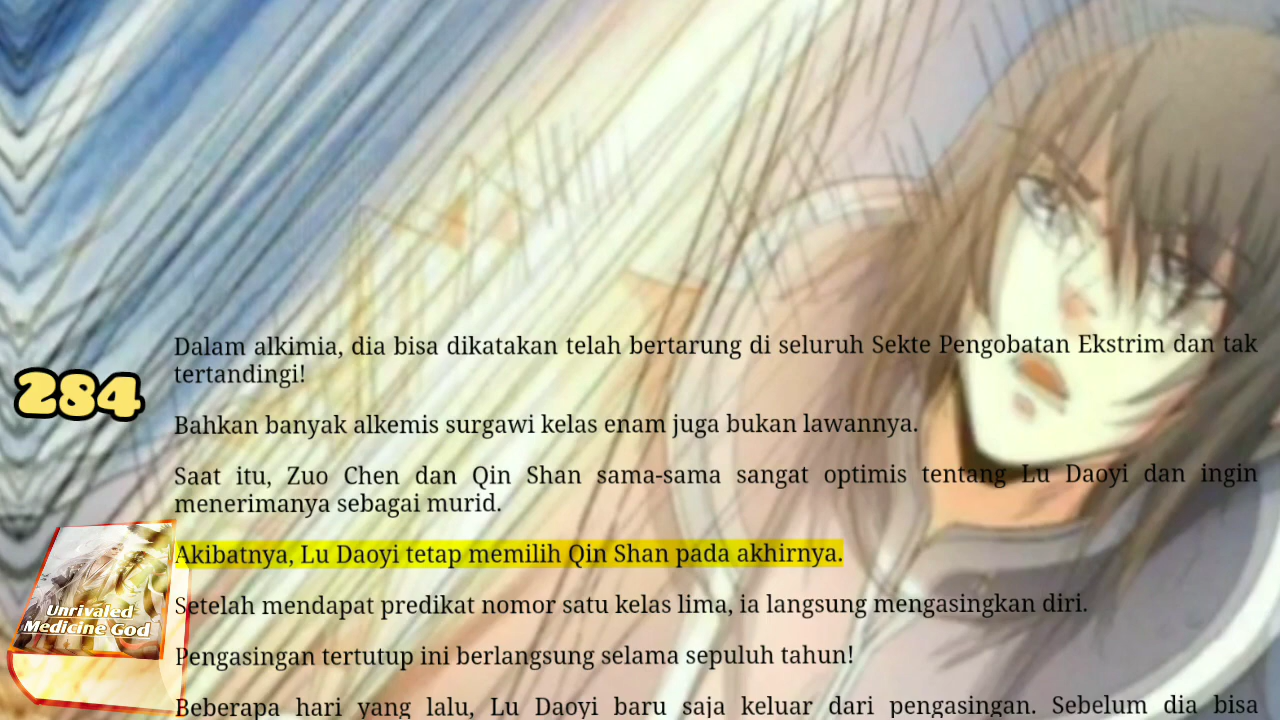 Dalam alkimia, dia bisa dikatakan telah bertarung di seluruh Sekte Pengobatan Ekstrim dan tak
tertandingi!
284
Bahkan banyak alkemis surgawi kelas enam juga bukan lawannya.
Saat itu, Zuo Chen dan Qin Shan sama-sama sangat optimis tentang Lu Daoyi dan ingin
menerimanya sebagai murid.
Akibatnya, Lu Daoyi tetap memilih Qin Shan pada akhirnya.
Setelah mendapat predikat nomor satu kelas lima, ia langsung mengasingkan diri.
Unrivaled
Medicine God
Pengasingan tertutup ini berlangsung selama sepuluh tahun!
Beberapa hari yang lalu, Lu Daoyi baru saja keluar dari pengasingan. Sebelum dia bisa